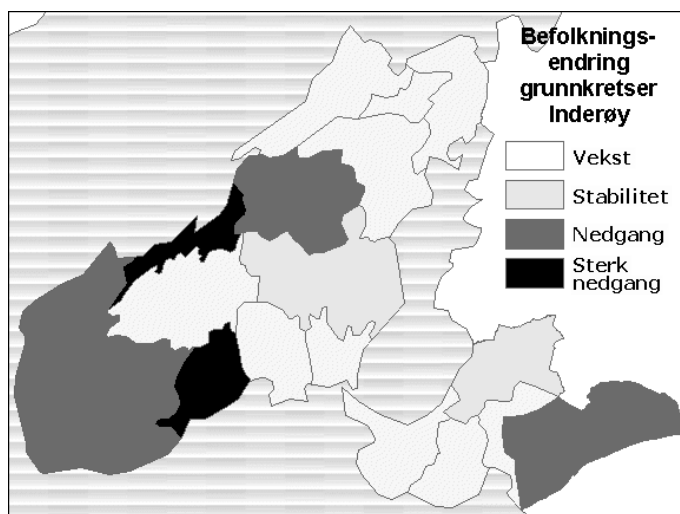 Befolknings-
endring
grunnkretser
Inderøy
Vekst
Stabilitet
Nedgang
Sterk
nedgang